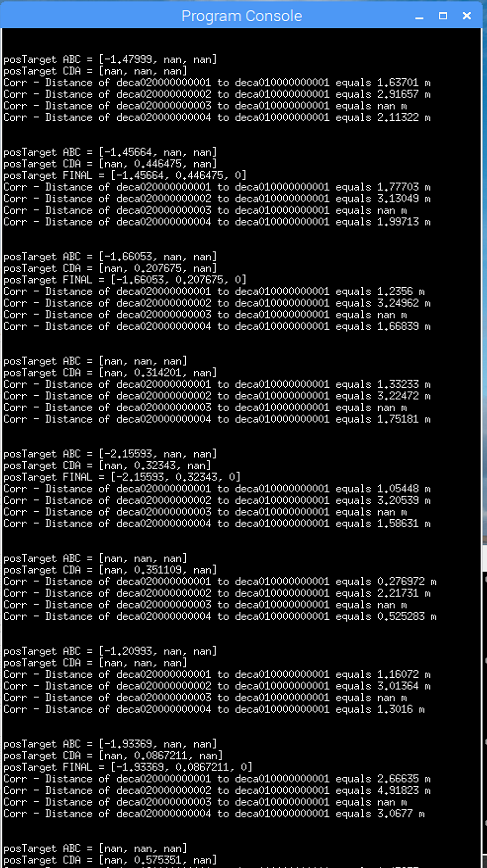 Program Console
posTarget ABC = [-1.47999, nan, nan]
posTarget CDA = [nan, nan, nan]
Corr - Distance of deca020000000001 to deca010000000001 equals 1.63701 m
Corr - Distance of deca020000000002 to deca010000000001 equals 2.91657 m
Corr - Distance of deca020000000003 to deca010000000001 equals nan m
Corr - Distance of deca020000000004 to deca010000000001 equals 2.11322 m
posTarget ABC = [-1.45664, nan, nan]
posTarget CDA = [nan, 0.446475, nan]
posTarget FINAL = [-1.45664, 0.446475, 0]
Corr - Distance of deca020000000001 to deca010000000001 equals 1.77703 m
Corr - Distance of deca020000000002 to deca010000000001 equals 3.13049 m
Corr - Distance of deca020000000003 to deca010000000001 equals nan m
Corr - Distance of deca020000000004 to deca010000000001 equals 1.99713 m
posTarget ABC = [-1.66053, nan, nan]
posTarget CDA = [nan, 0.207675, nan]
posTarget FINAL = [-1.66053, 0.207675, 0]
Corr - Distance of deca020000000001 to deca010000000001 equals 1.2356 m
Corr - Distance of deca020000000002 to deca010000000001 equals 3.24962 m
Corr - Distance of deca020000000003 to deca010000000001 equals nan m
Corr - Distance of deca020000000004 to deca010000000001 equals 1.66839 m
posTarget ABC = [nan, nan, nan]
posTarget CDA = [nan, 0.314201, nan]
Corr - Distance of deca020000000001 to deca010000000001 equals 1.33233 m
Corr - Distance of deca020000000002 to deca010000000001 equals 3.22472 m
Corr - Distance of deca020000000003 to deca010000000001 equals nan m
Corr - Distance of deca020000000004 to deca010000000001 equals 1.75181 m
posTarget ABC = [-2.15593, nan, nan]
posTarget CDA = [nan, 0.32343, nan]
posTarget FINAL = [-2.15593, 0.32343, 0]
Corr - Distance of deca020000000001 to deca010000000001 equals 1.05448 m
Corr - Distance of deca020000000002 to deca010000000001 equals 3.20539 m
Corr - Distance of deca020000000003 to deca010000000001 equals nan m
Corr - Distance of deca020000000004 to deca010000000001 equals 1.58631 m
posTarget ABC = [nan, nan, nan]
posTarget CDA = [nan, 0.351109, nan]
Corr - Distance of deca020000000001 to deca010000000001 equals 0.276972 m
Corr - Distance of deca020000000002 to deca010000000001 equals 2.21731 m
Corr - Distance of deca020000000003 to deca010000000001 equals nan m
Corr - Distance of deca020000000004 to deca010000000001 equals 0.525283 m
posTarget ABC = [-1.20993, nan, nan]
posTarget CDA = [nan, nan, nan]
Corr - Distance of deca020000000001 to deca010000000001 equals 1.16072 m
Corr - Distance of deca020000000002 to deca010000000001 equals 3.01364 m
Corr - Distance of deca020000000003 to deca010000000001 equals nan m
Corr - Distance of deca020000000004 to deca010000000001 equals 1.3016 m
posTarget ABC = [-1.93369, nan, nan]
posTarget CDA = [nan, 0.0867211, nan]
posTarget FINAL = [-1.93369, 0.0867211, 0]
Corr - Distance of deca020000000001 to deca010000000001 equals 2.66635 m
Corr - Distance of deca020000000002 to deca010000000001 equals 4.91823 m
Corr - Distance of deca020000000003 to deca010000000001 equals nan m
Corr - Distance of deca020000000004 to deca010000000001 equals 3.0677 m
posTarget ABC = [nan, nan, nan]
posTarget CDA = [nan, 0.575351, nan]